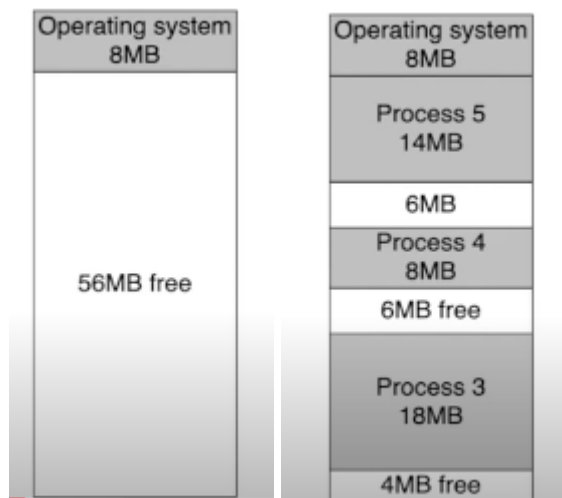 Operating system
8MB
56MB free
Operating system
8MB
Process 5
14MB
6MB
Process 4
8MB
6MB free
Process 3
18MB
4MB free